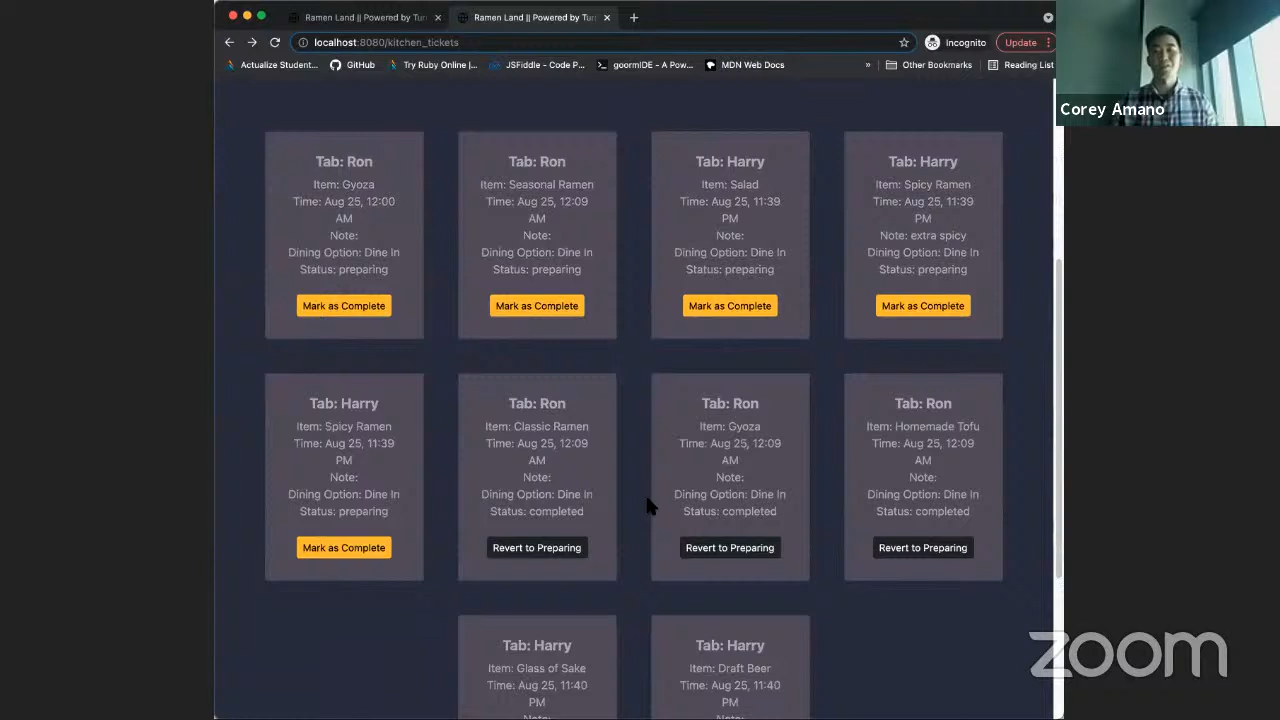 Ramen Land || Powered by Tur
Ramen Land || Powered by Tur
localhost:8080/kitchen_tickets
Incognito
Update
Actualize Student...
GitHub
Try Ruby Online |...
JSFiddle - Code P...
goormIDE - A Pow...
MDN Web Docs
»
Other Bookmarks
Reading List
Corey Amano
Tab: Ron
Item: Gyoza
Time: Aug 25, 12:00
AM
Note:
Dining Option: Dine In
Status: preparing
Mark as Complete
Tab: Ron
Item: Seasonal Ramen
Time: Aug 25, 12:09
AM
Note:
Dining Option: Dine In
Status: preparing
Mark as Complete
Tab: Harry
Item: Salad
Time: Aug 25, 11:39
PM
Note:
Dining Option: Dine In
Status: preparing
Mark as Complete
Tab: Harry
Item: Spicy Ramen
Time: Aug 25, 11:39
PM
Note: extra spicy
Dining Option: Dine In
Status: preparing
Mark as Complete
Tab: Harry
Item: Spicy Ramen
Time: Aug 25, 11:39
PM
Note:
Dining Option: Dine In
Status: preparing
Mark as Complete
Tab: Ron
Item: Classic Ramen
Time: Aug 25, 12:09
AM
Note:
Dining Option: Dine In
Status: completed
Revert to Preparing
Tab: Ron
Item: Gyoza
Time: Aug 25, 12:09
AM
Note:
Dining Option: Dine In
Status: completed
Revert to Preparing
Tab: Ron
Item: Homemade Tofu
Time: Aug 25, 12:09
AM
Note:
Dining Option: Dine In
Status: completed
Revert to Preparing
Tab: Harry
Item: Glass of Sake
Time: Aug 25, 11:40
PM
Note:
Tab: Harry
Item: Draft Beer
Time: Aug 25, 11:40
PM
Note:
zoom